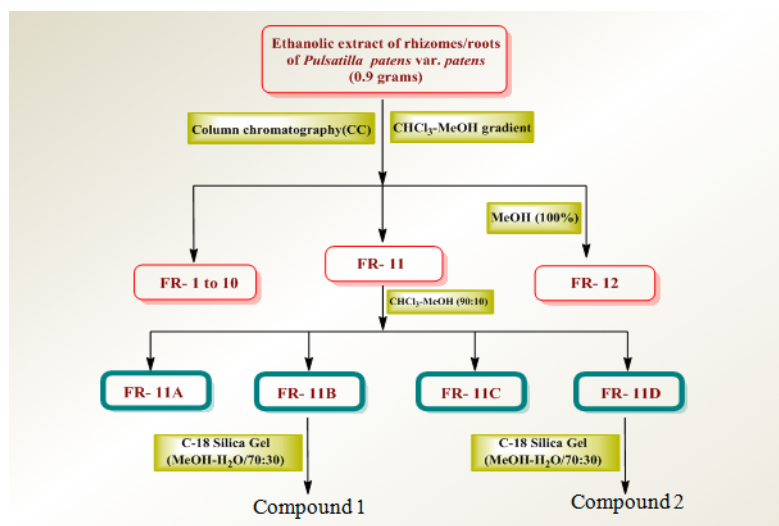 Ethanolic extract of rhizomes/roots
of Pulsatilla patens var. patens
(0.9 grams)
Column chromatography(CC)
CHCl₃-MeOH gradient
MeOH (100%)
FR- 1 to 10
FR- 11
FR- 12
CHCl₃-MeOH (90:10)
FR- 11A
FR- 11B
FR- 11C
FR- 11D
C-18 Silica Gel
(MeOH-H₂O/70:30)
C-18 Silica Gel
(MeOH-H₂O/70:30)
Compound 1
Compound 2